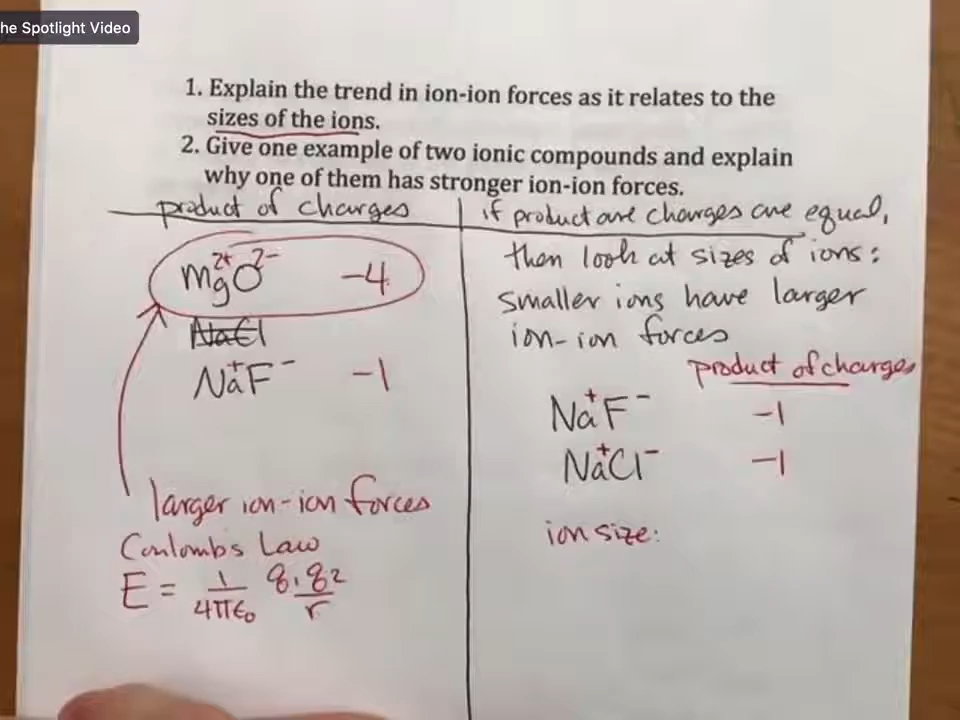 he Spotlight Video
1. Explain the trend in ion-ion forces as it relates to the
sizes of the ions.
2. Give one example of two ionic compounds and explain
why one of them has stronger ion-ion forces.
product of charges
Mg2+O2- -4
NaCl
Na+F- -1
larger ion-ion forces
Coulombs Law
E = 1/4πϵ0 q1q2/r
if product are charges are equal,
then look at sizes of ions:
smaller ions have larger
ion-ion forces
product of charges
Na+F- -1
Na+Cl- -1
ion size: